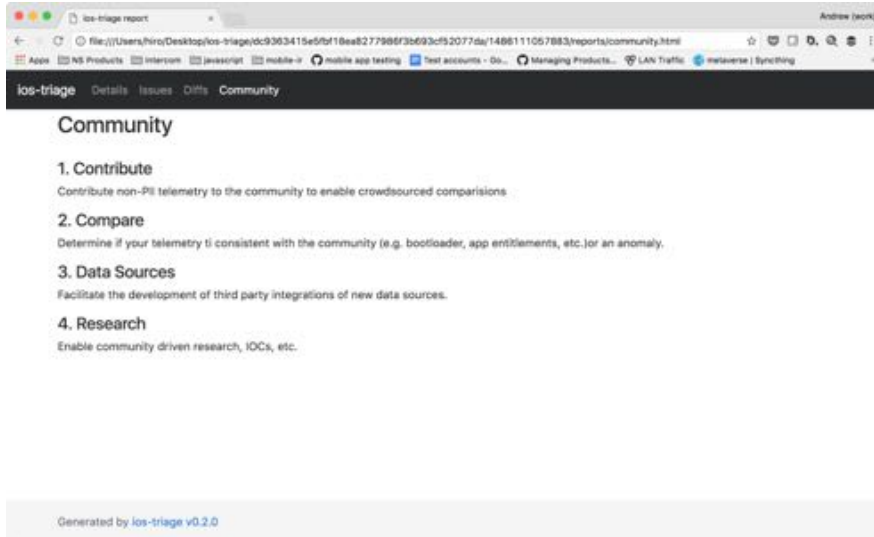 ios-triage report
Andrew (work)
file:///Users/hiro/Desktop/ios-triage/dc9363415e5fbf18ea8277986f3b693cf52077da/1486111057883/reports/community.html
Apps NS Products Intercom javascript mobile-ir mobile app testing Test accounts - Go... Managing Products... LAN Traffic metaverse | Syncthing
ios-triage Details Issues Diffs Community
Community
1. Contribute
Contribute non-PII telemetry to the community to enable crowdsourced comparisions
2. Compare
Determine if your telemetry ti consistent with the community (e.g. bootloader, app entitlements, etc.)or an anomaly.
3. Data Sources
Facilitate the development of third party integrations of new data sources.
4. Research
Enable community driven research, IOCs, etc.
Generated by ios-triage v0.2.0